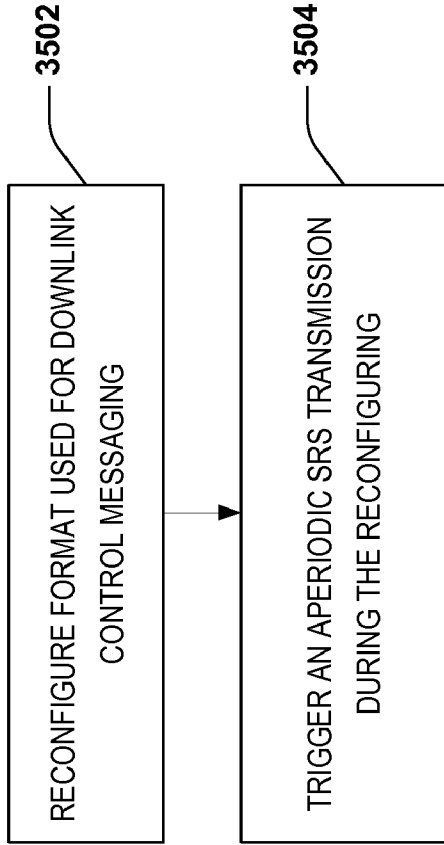 3502
RECONFIGURE FORMAT USED FOR DOWNLINK
CONTROL MESSAGING
3504
TRIGGER AN APERIODIC SRS TRANSMISSION
DURING THE RECONFIGURING